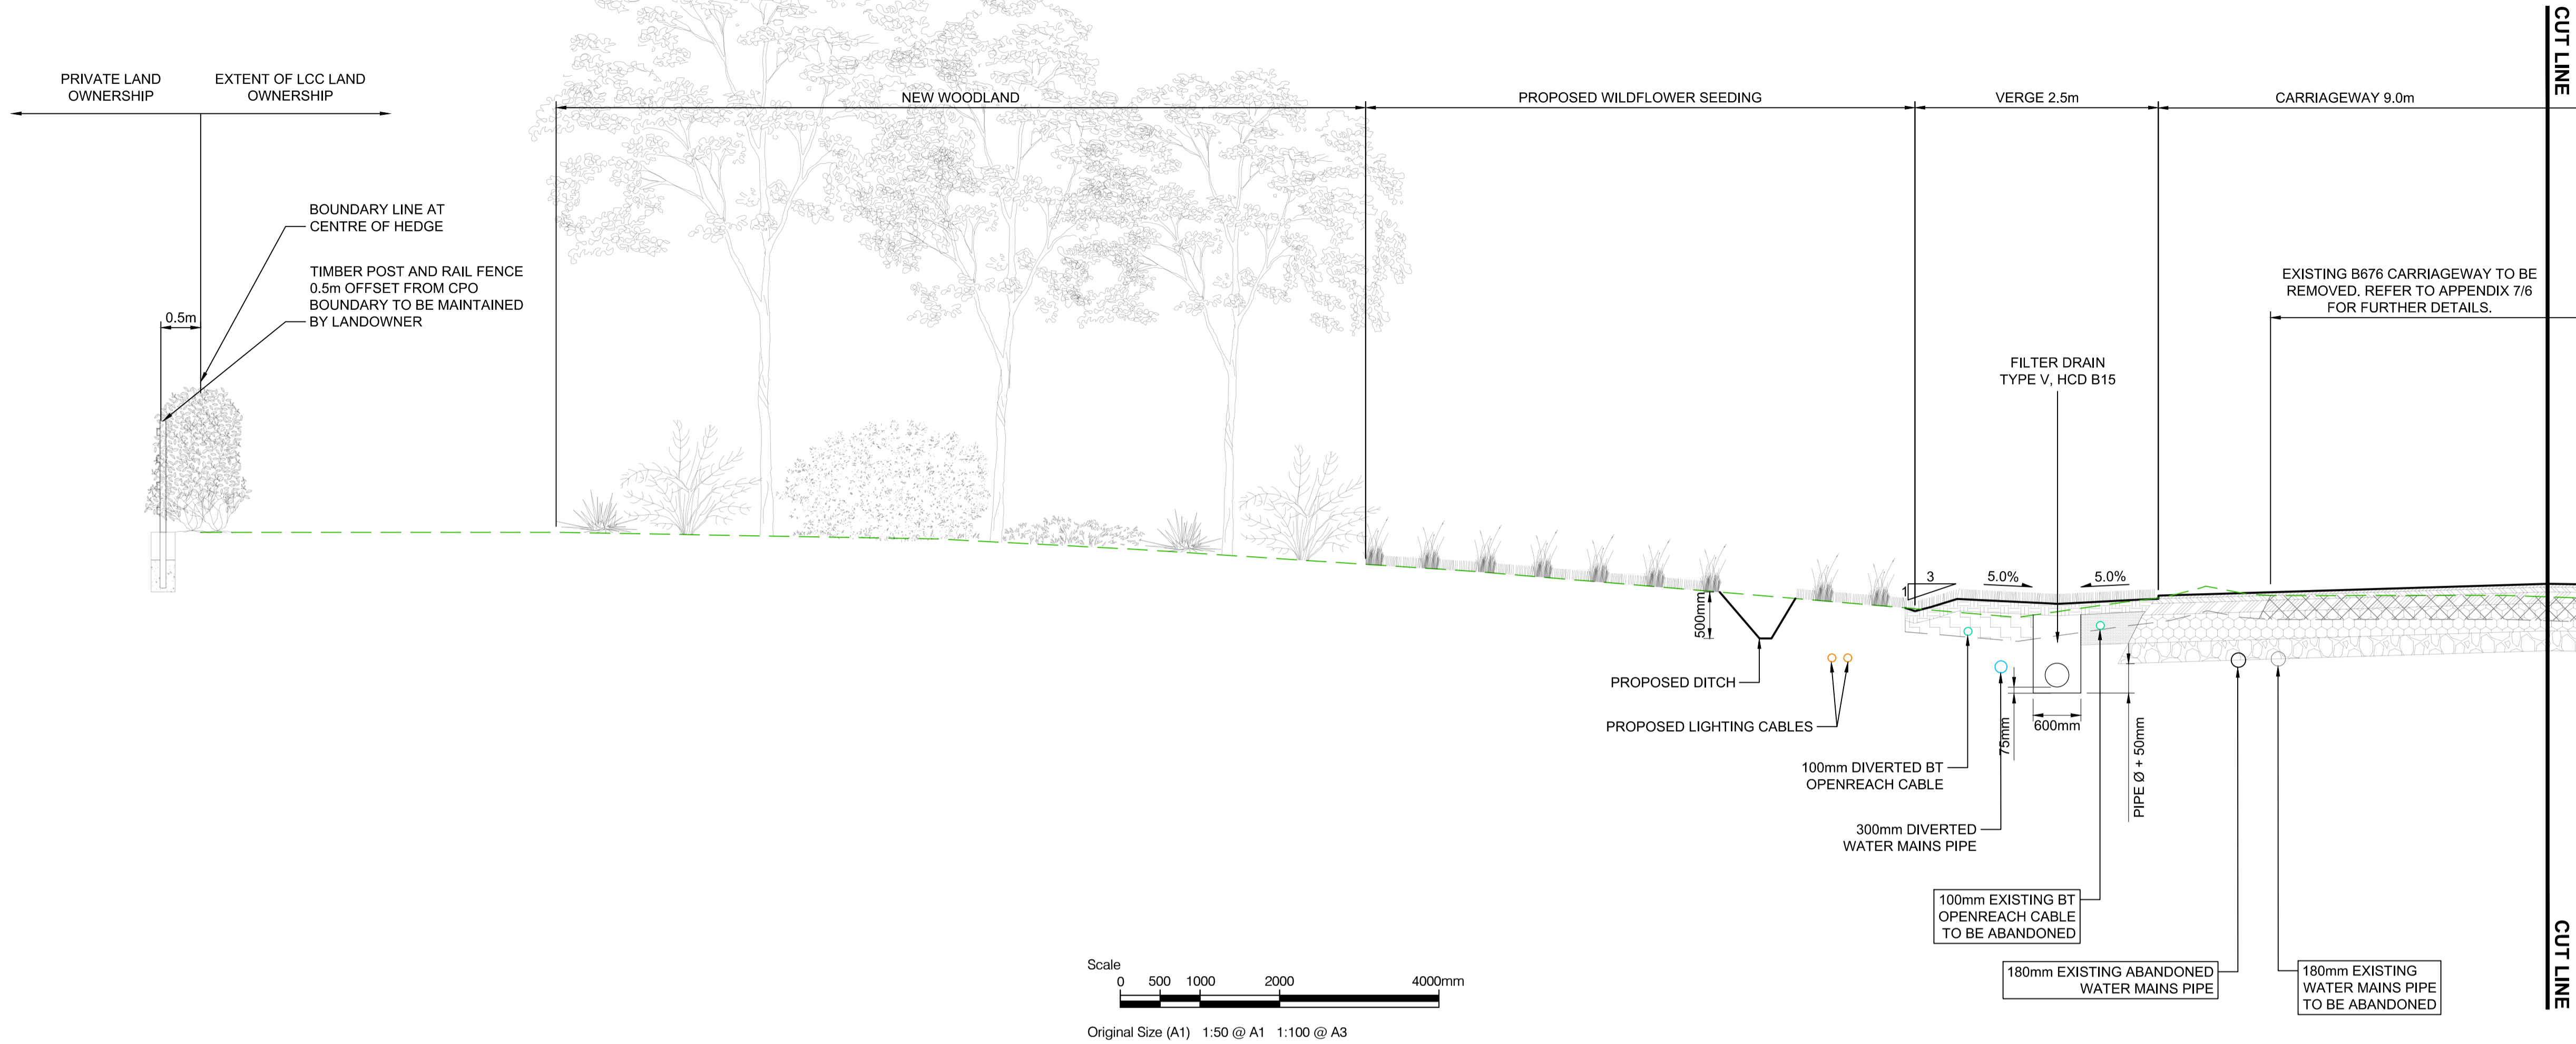 PRIVATE LAND
OWNERSHIP
EXTENT OF LCC LAND
OWNERSHIP
NEW WOODLAND
PROPOSED WILDFLOWER SEEDING
VERGE 2.5m
CARRIAGEWAY 9.0m
CUT LINE
BOUNDARY LINE AT
CENTRE OF HEDGE
TIMBER POST AND RAIL FENCE
0.5m OFFSET FROM CPO
BOUNDARY TO BE MAINTAINED
BY LANDOWNER
0.5m
EXISTING B676 CARRIAGEWAY TO BE
REMOVED. REFER TO APPENDIX 7/6
FOR FURTHER DETAILS.
FILTER DRAIN
TYPE V, HCD B15
3
1
5.0%
5.0%
500mm
PROPOSED DITCH
PROPOSED LIGHTING CABLES
75mm
600mm
PIPE Ø + 50mm
100mm DIVERTED BT
OPENREACH CABLE
300mm DIVERTED
WATER MAINS PIPE
100mm EXISTING BT
OPENREACH CABLE
TO BE ABANDONED
180mm EXISTING ABANDONED
WATER MAINS PIPE
180mm EXISTING
WATER MAINS PIPE
TO BE ABANDONED
CUT LINE
Scale
0 500 1000 2000 4000mm
Original Size (A1) 1:50 @ A1 1:100 @ A3